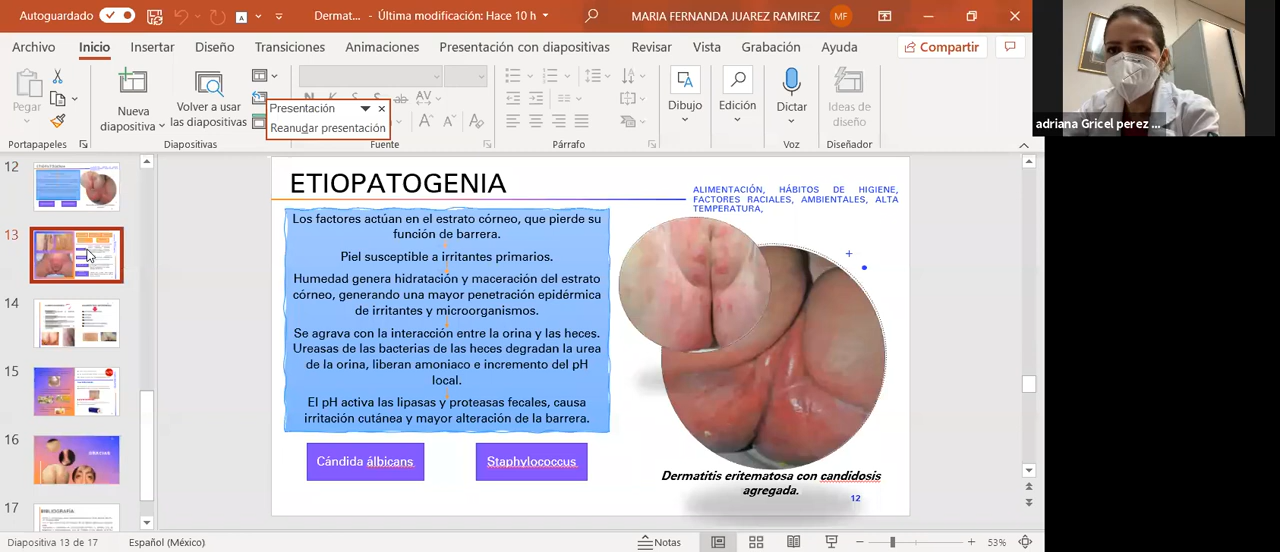 Autoguardado
Dermat... - Última modificación: Hace 10 h
MARIA FERNANDA JUAREZ RAMIREZ
MF
Archivo
Inicio
Insertar
Diseño
Transiciones
Animaciones
Presentación con diapositivas
Revisar
Vista
Grabación
Ayuda
Compartir
Pegar
Nueva
diapositiva
Volver a usar
las diapositivas
Presentación
Reanudar presentación
Dibujo
Edición
Dictar
Ideas de
diseño
Portapapeles
Diapositivas
Fuente
Párrafo
Voz
Diseñador
adriana Gricel perez ...
12
13
14
15
16
17
BIBLIOGRAFÍA
ETIOPATOGENIA
ALIMENTACIÓN, HÁBITOS DE HIGIENE,
FACTORES RACIALES, AMBIENTALES, ALTA
TEMPERATURA,
Los factores actúan en el estrato córneo, que pierde su
función de barrera.
Piel susceptible a irritantes primarios.
Humedad genera hidratación y maceración del estrato
córneo, generando una mayor penetración epidérmica
de irritantes y microorganismos.
Se agrava con la interacción entre la orina y las heces.
Ureasas de las bacterias de las heces degradan la urea
de la orina, liberan amoniaco e incremento del pH
local.
El pH activa las lipasas y proteasas fecales, causa
irritación cutánea y mayor alteración de la barrera.
Cándida álbicans
Staphylococcus
Dermatitis eritematosa con candidosis
agregada.
12
Diapositiva 13 de 17
Español (México)
Notas
53%